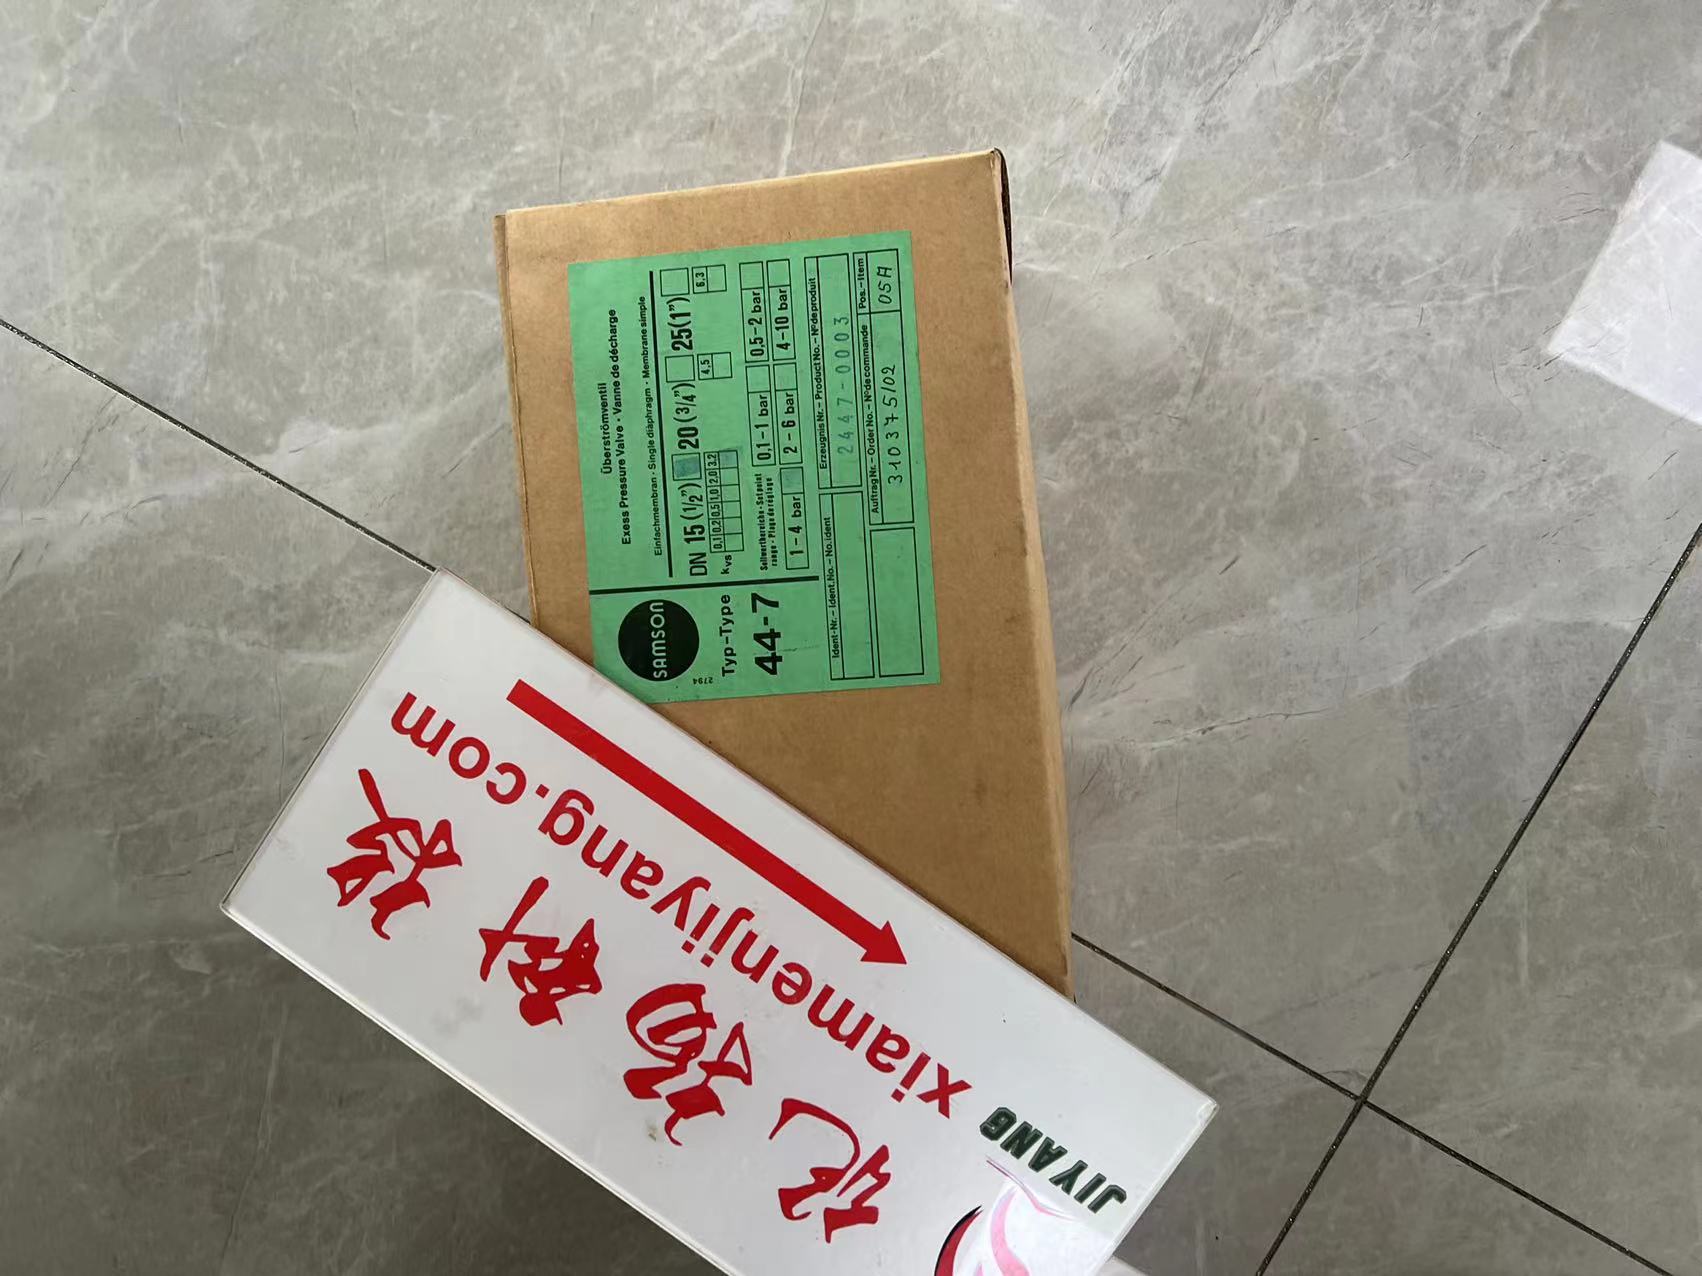 SAMSON
2794
Typ–Type
44-7
Überströmventil
Exess Pressure Valve · Vanne de décharge
Einfachmembran · Single diaphragm · Membrane simple
DN 15 (1/2") 20 (3/4") 25 (1")
kvs 0,1 0,2 0,5 1,0 2,0 3,2 4,5 6,3
Sollwertbereiche · Setpoint
range · Plage de réglage
0,1–1 bar 0,5–2 bar
1–4 bar 2–6 bar 4–10 bar
Ident-Nr. – Ident.No. – No.ident
Erzeugnis Nr. – Product No. – Nº de produit
2447-0003
Auftrag Nr. – Order No. – Nº de commande
Pos.–Item
310375/02
05A
JIYANG
xiamenjiyang.com